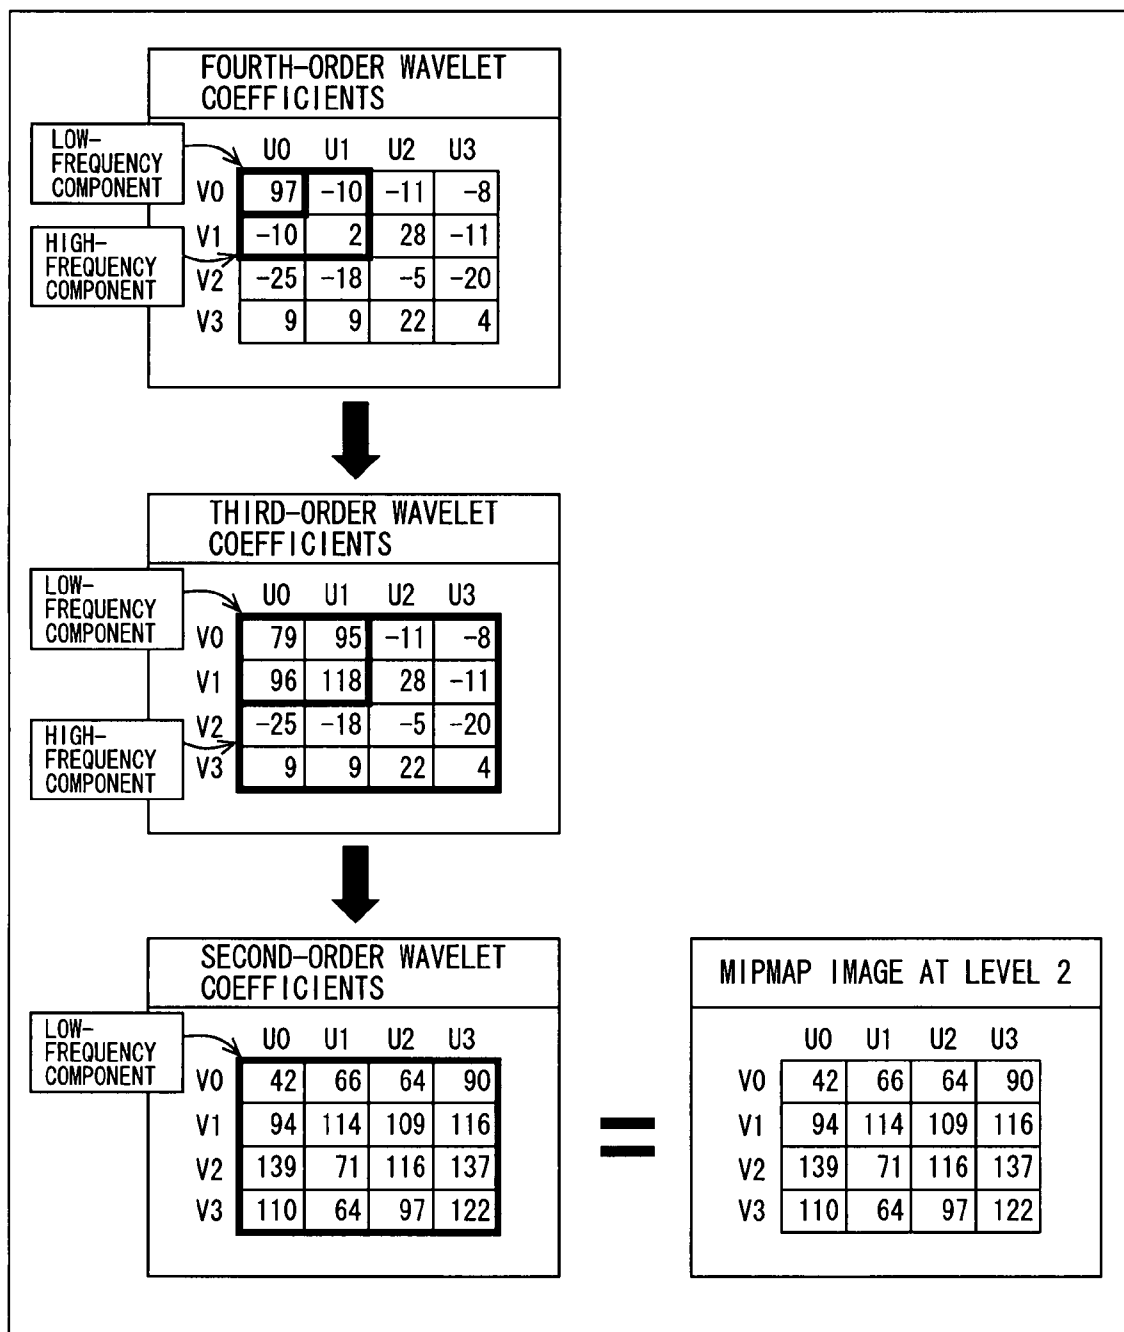 FOURTH-ORDER WAVELET
COEFFICIENTS
LOW-
FREQUENCY
COMPONENT
HIGH-
FREQUENCY
COMPONENT
U0 U1 U2 U3
V0 97 -10 -11 -8
V1 -10 2 28 -11
V2 -25 -18 -5 -20
V3 9 9 22 4
THIRD-ORDER WAVELET
COEFFICIENTS
LOW-
FREQUENCY
COMPONENT
HIGH-
FREQUENCY
COMPONENT
U0 U1 U2 U3
V0 79 95 -11 -8
V1 96 118 28 -11
V2 -25 -18 -5 -20
V3 9 9 22 4
SECOND-ORDER WAVELET
COEFFICIENTS
LOW-
FREQUENCY
COMPONENT
U0 U1 U2 U3
V0 42 66 64 90
V1 94 114 109 116
V2 139 71 116 137
V3 110 64 97 122
=
MIPMAP IMAGE AT LEVEL 2
U0 U1 U2 U3
V0 42 66 64 90
V1 94 114 109 116
V2 139 71 116 137
V3 110 64 97 122